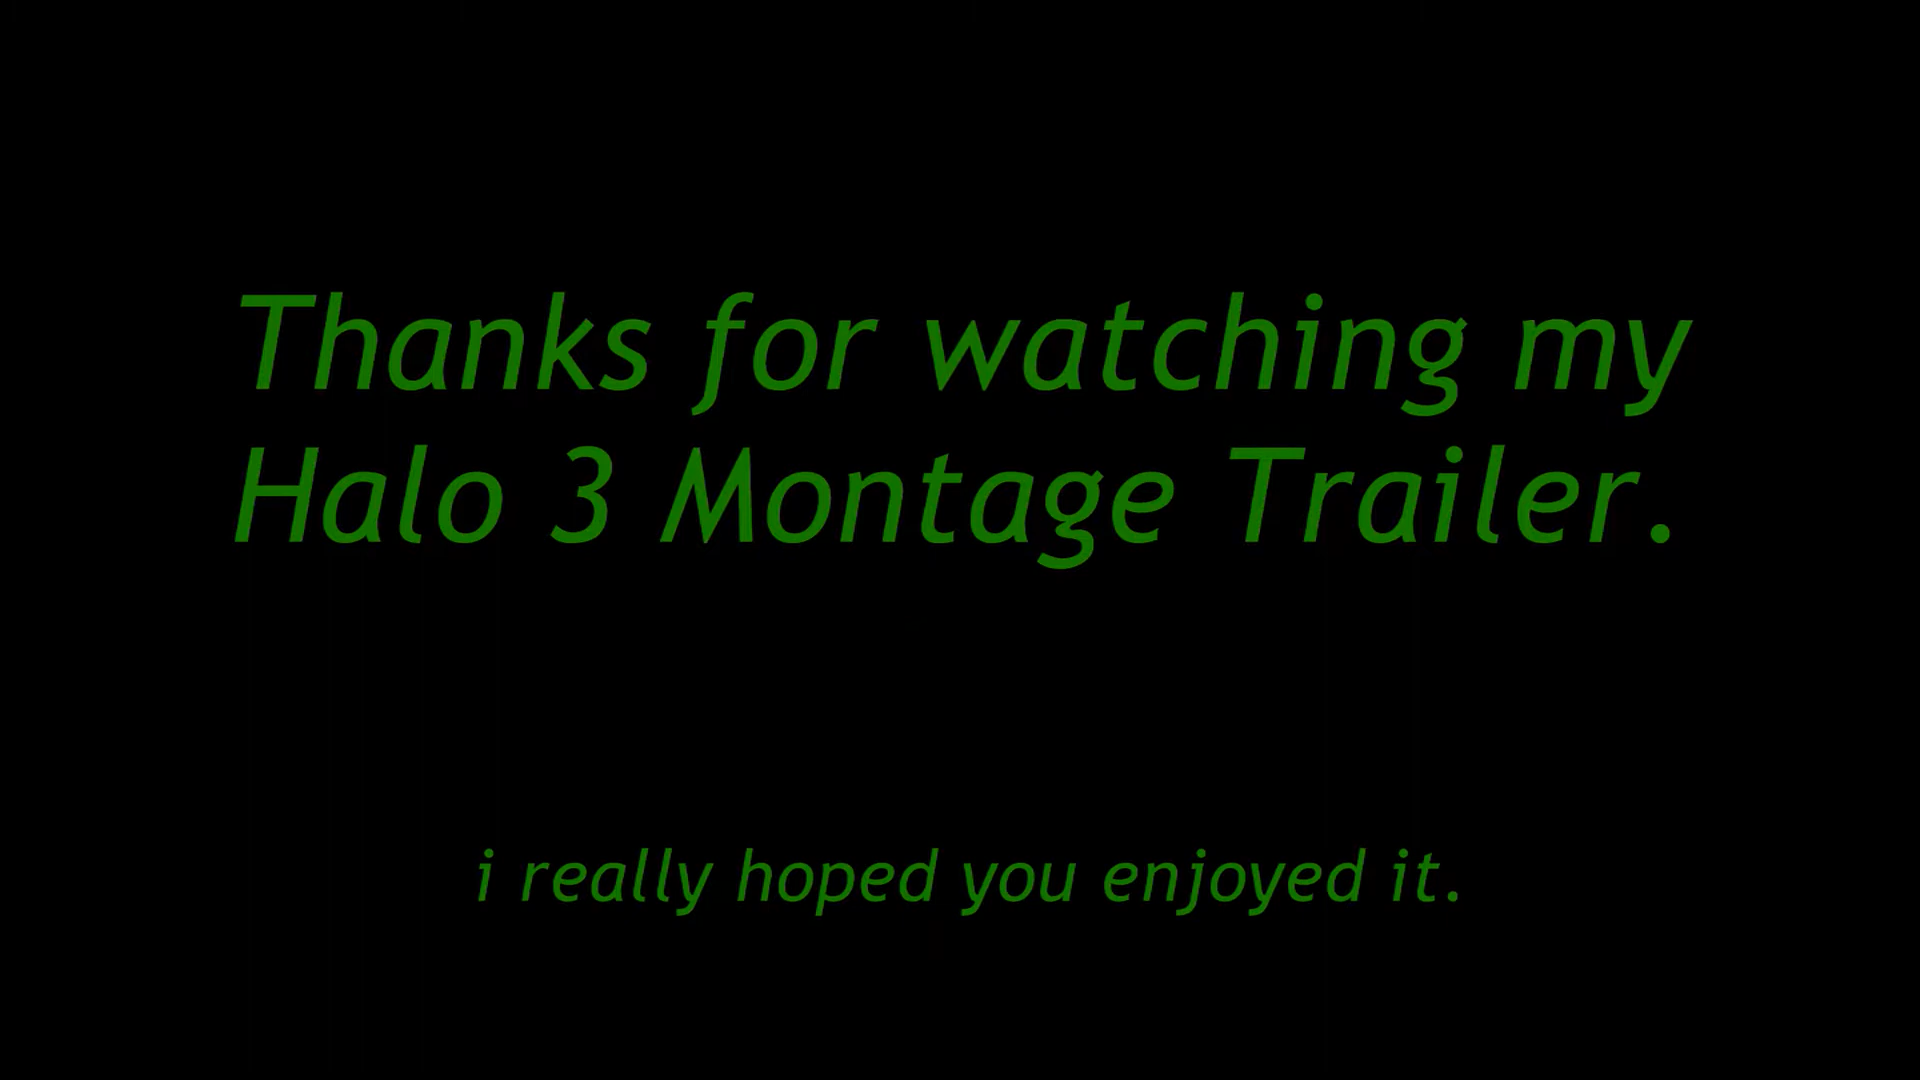 Thanks for watching my
Halo 3 Montage Trailer.
i really hoped you enjoyed it.